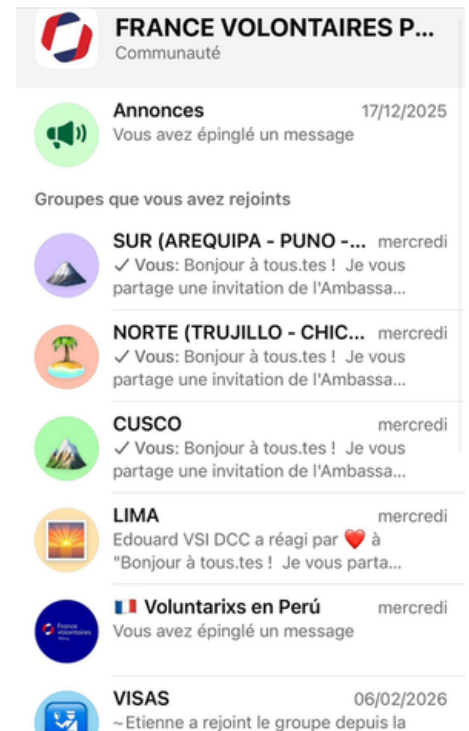 FRANCE VOLONTAIRES P...
Communauté
Annonces 17/12/2025
Vous avez épinglé un message
Groupes que vous avez rejoints
SUR (AREQUIPA - PUNO -... mercredi
✓ Vous: Bonjour à tous.tes ! Je vous
partage une invitation de l'Ambassa...
NORTE (TRUJILLO - CHIC... mercredi
✓ Vous: Bonjour à tous.tes ! Je vous
partage une invitation de l'Ambassa...
CUSCO mercredi
✓ Vous: Bonjour à tous.tes ! Je vous
partage une invitation de l'Ambassa...
LIMA mercredi
Edouard VSI DCC a réagi par ❤️ à
"Bonjour à tous.tes ! Je vous parta...
France
volontaires
🇫🇷 Voluntarixs en Perú mercredi
Vous avez épinglé un message
VISAS 06/02/2026
~ Etienne a rejoint le groupe depuis la